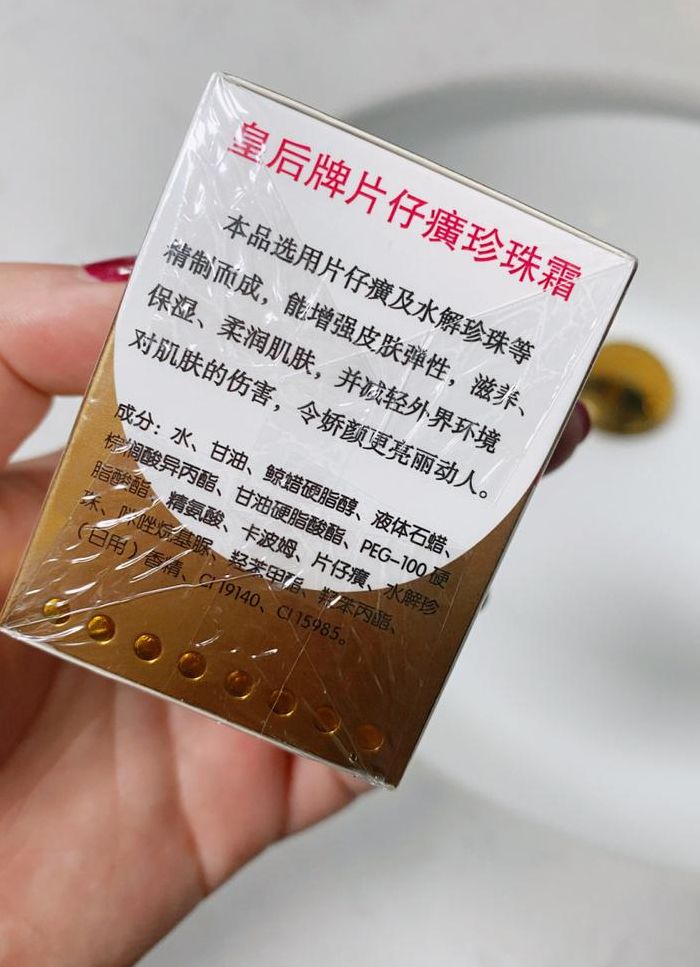 皇后牌片仔癀珍珠霜
本品选用片仔癀及水解珍珠等
精制而成，能增强皮肤弹性，滋养、
保湿、柔润肌肤，并减轻外界环境
对肌肤的伤害，令娇颜更亮丽动人。
成分：水、甘油、鲸蜡硬脂醇、液体石蜡、
棕榈酸异丙酯、甘油硬脂酸酯、PEG-100 硬
脂酸酯、精氨酸、卡波姆、片仔癀、水解珍
珠、咪唑烷基脲、羟苯甲酯、羟苯丙酯、
（日用）香精、CI 19140、CI 15985。